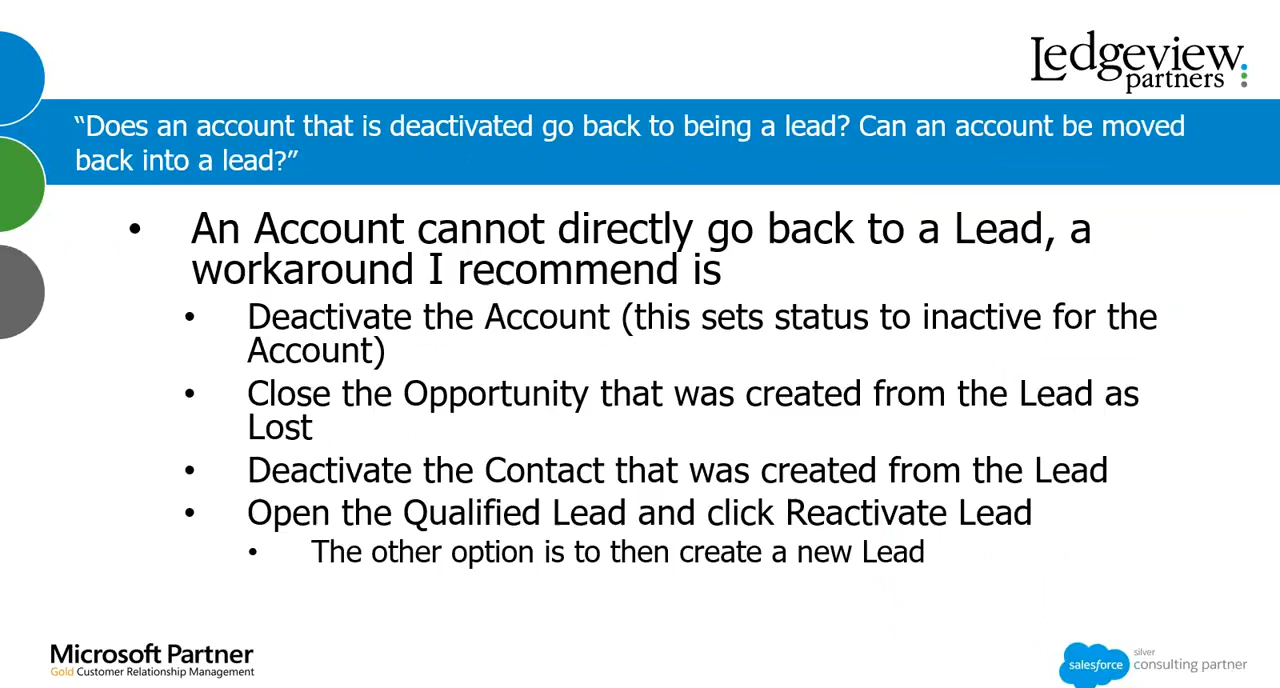 Ledgeview
partners
“Does an account that is deactivated go back to being a lead? Can an account be moved
back into a lead?”
• An Account cannot directly go back to a Lead, a
workaround I recommend is
• Deactivate the Account (this sets status to inactive for the
Account)
• Close the Opportunity that was created from the Lead as
Lost
• Deactivate the Contact that was created from the Lead
• Open the Qualified Lead and click Reactivate Lead
• The other option is to then create a new Lead
Microsoft Partner
Gold Customer Relationship Management
salesforce
silver
consulting partner